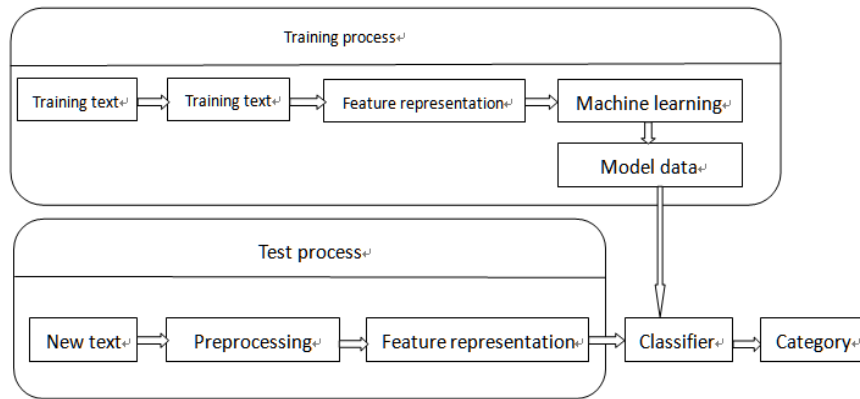 Training process
Training text
Training text
Feature representation
Machine learning
Model data
Test process
New text
Preprocessing
Feature representation
Classifier
Category